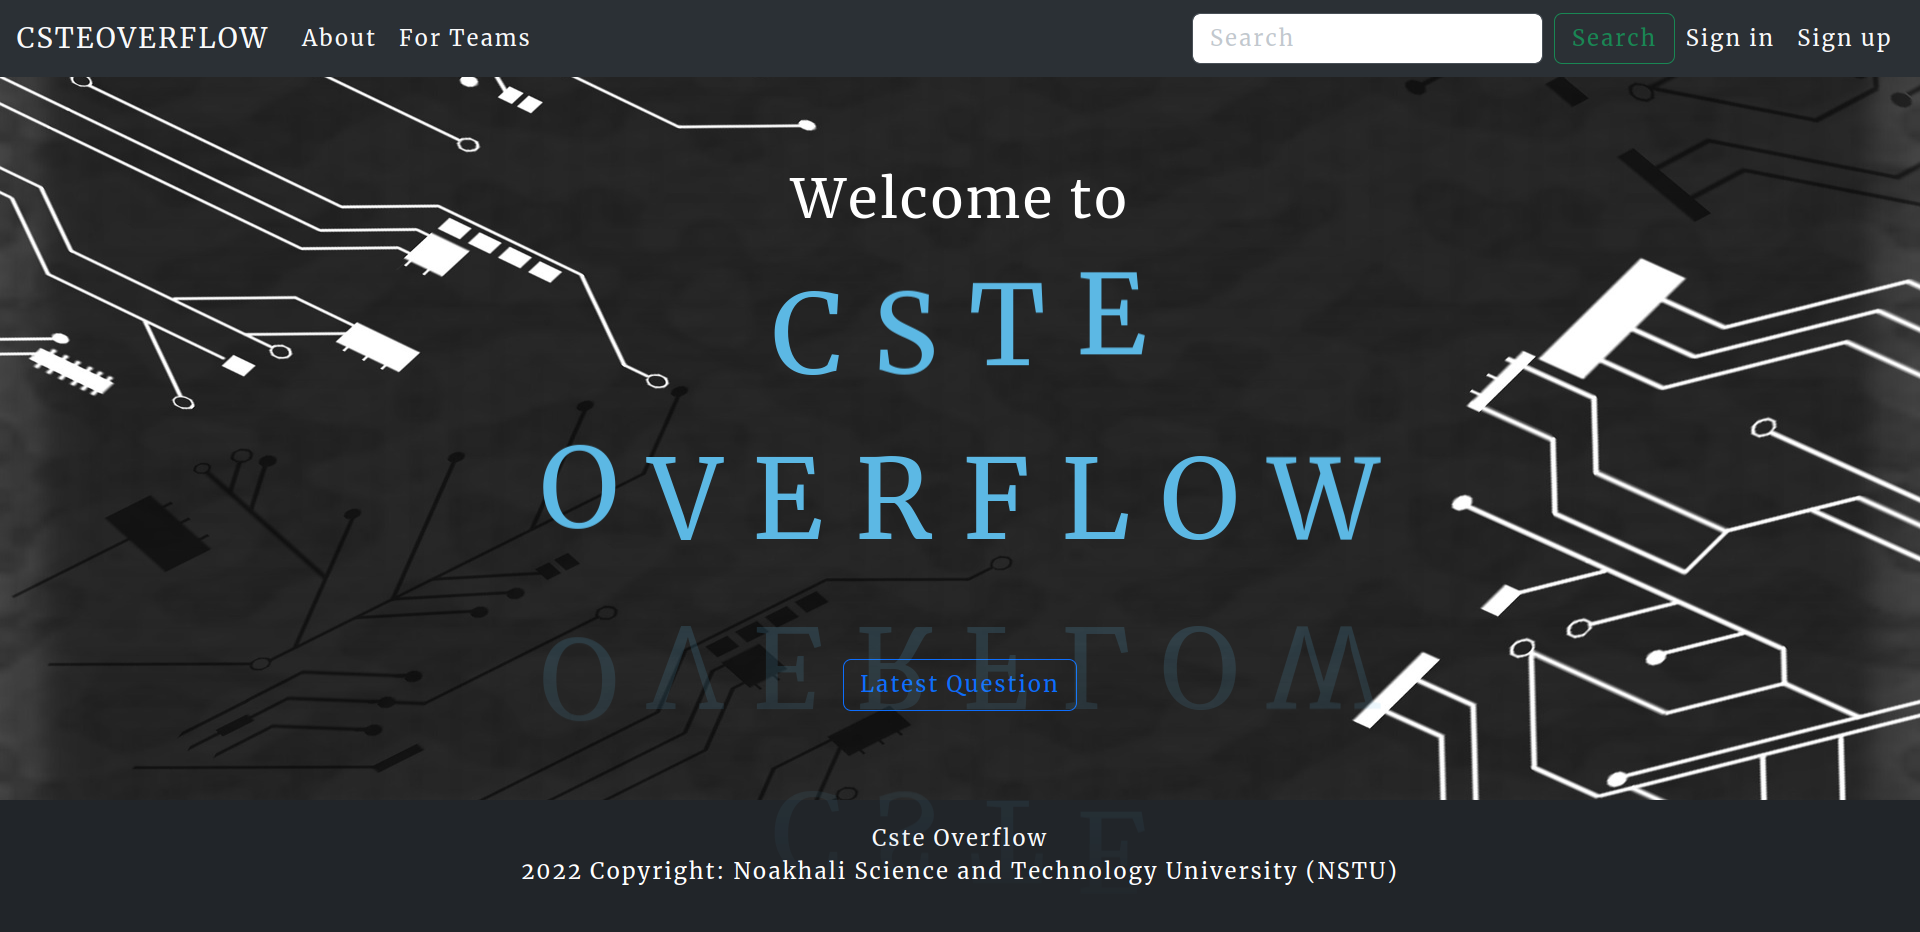 CSTEOVERFLOW About For Teams Search Search Sign in Sign up
Welcome to
CSTE
OVERFLOW
Latest Question
Cste Overflow
2022 Copyright: Noakhali Science and Technology University (NSTU)